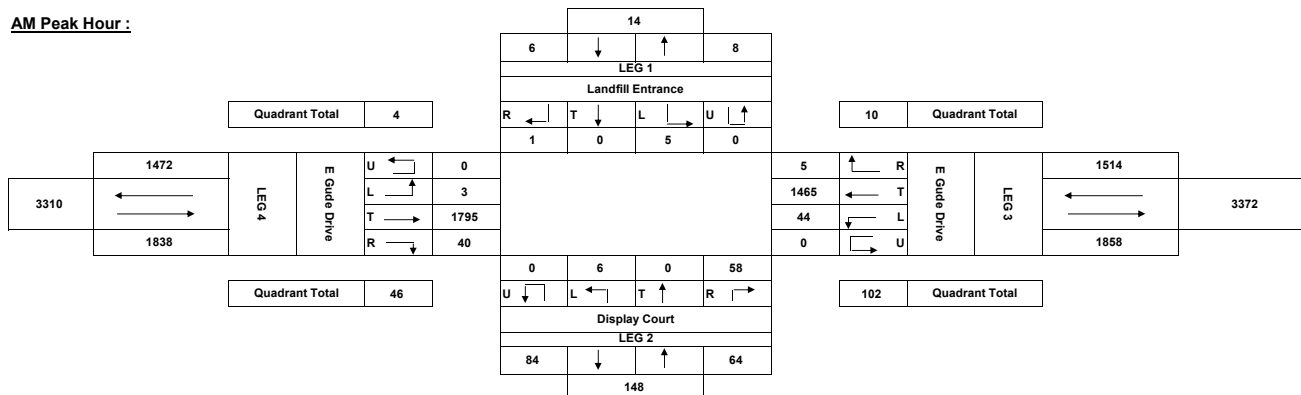 AM Peak Hour :
14
6 8
LEG 1
Landfill Entrance
Quadrant Total 4
R T L U
Quadrant Total 10
1 0 5 0
1472
U 0
5 R
1514
3310
LEG 4
E Gude Drive
L 3
1465 T
E Gude Drive
LEG 3
3372
T 1795
44 L
1838
R 40
0 U
1858
0 6 0 58
Quadrant Total 46
U L T R
102 Quadrant Total
Display Court
LEG 2
84 64
148